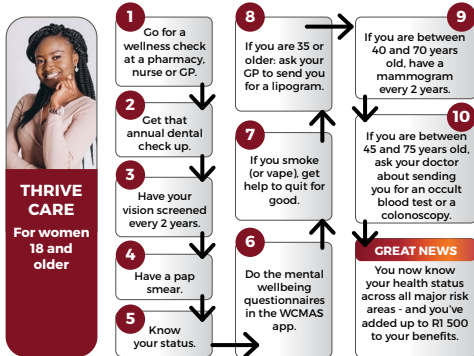 THRIVE
CARE
For women
18 and
older
1
Go for a
wellness check
at a pharmacy,
nurse or GP.
2
Get that
annual dental
check up.
3
Have your
vision screened
every 2 years.
4
Have a pap
smear.
5
Know
your status.
6
Do the mental
wellbeing
questionnaires
in the WCMAS
app.
7
If you smoke
(or vape), get
help to quit for
good.
8
If you are 35 or
older: ask your
GP to send you
for a lipogram.
9
If you are between
40 and 70 years
old, have a
mammogram
every 2 years.
10
If you are between
45 and 75 years old,
ask your doctor
about sending
you for an occult
blood test or a
colonoscopy.
GREAT NEWS
You now know
your health status
across all major risk
areas - and you've
added up to R1 500
to your benefits.